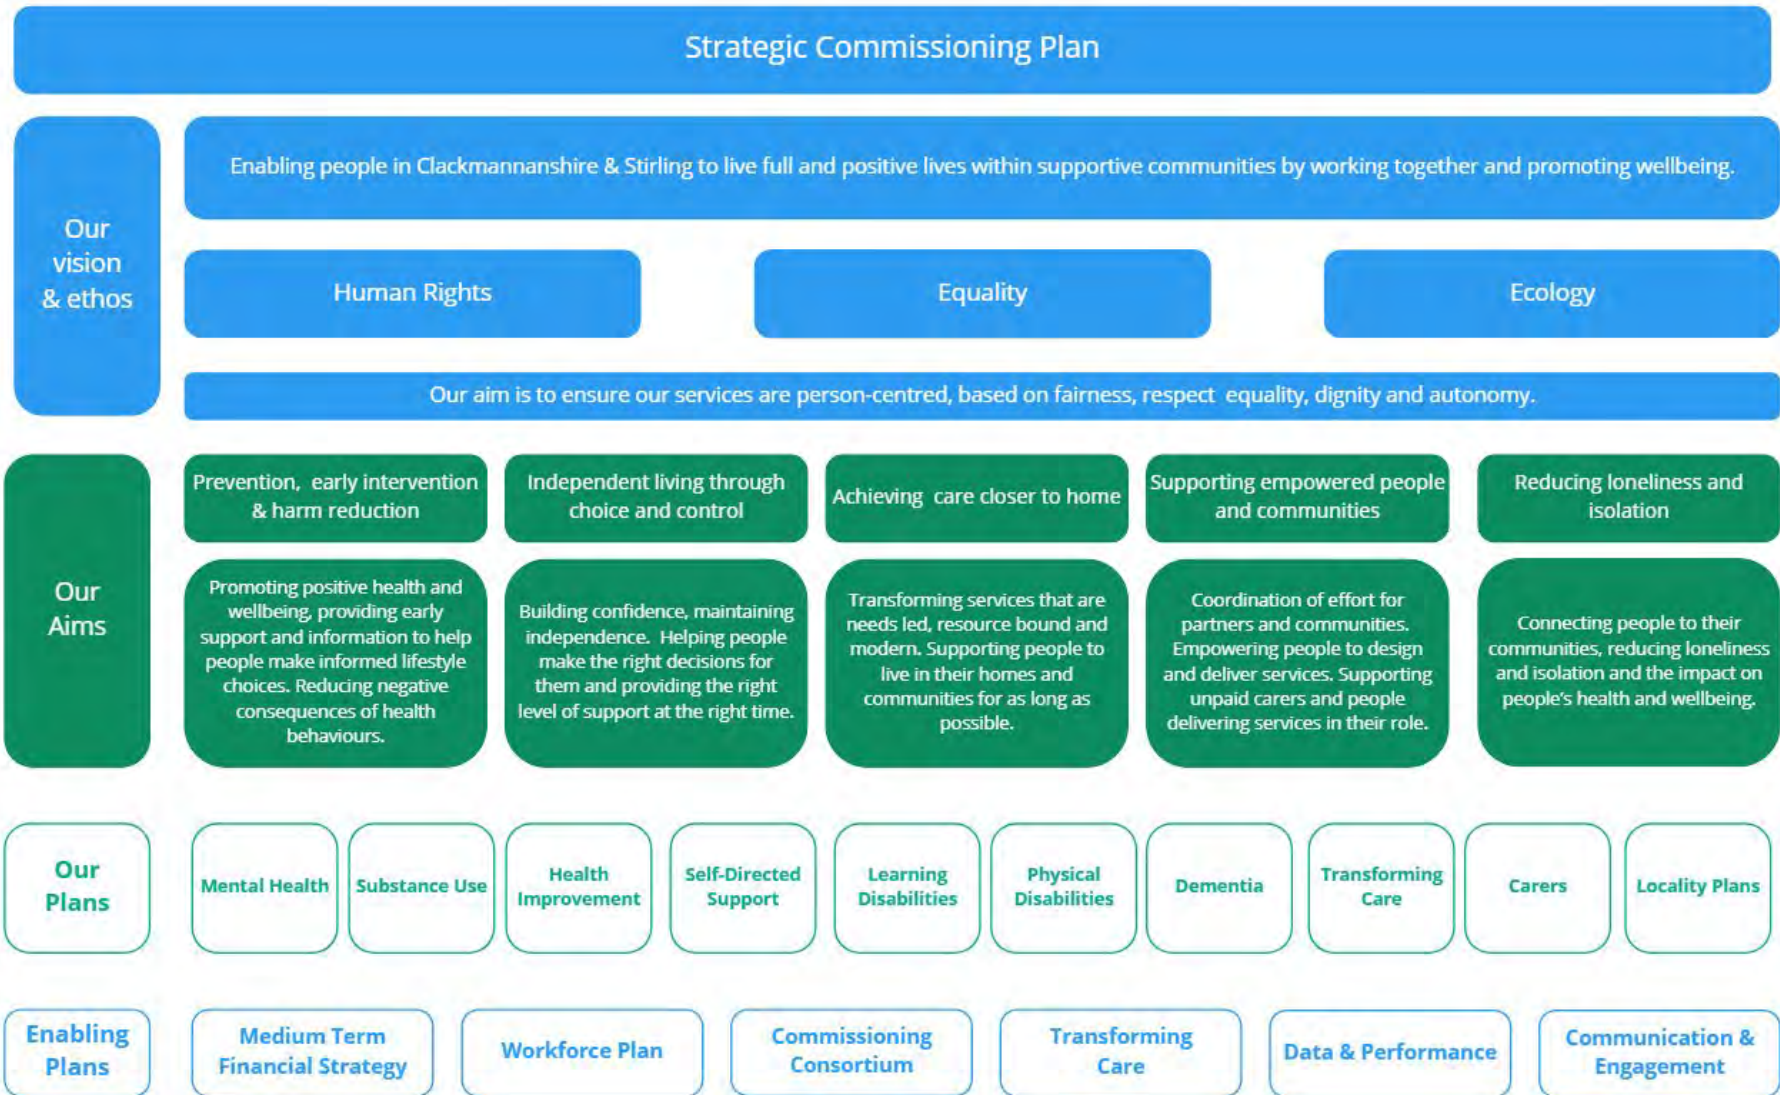 Strategic Commissioning Plan
Our
vision
& ethos
Enabling people in Clackmannanshire & Stirling to live full and positive lives within supportive communities by working together and promoting wellbeing.
Human Rights
Equality
Ecology
Our aim is to ensure our services are person-centred, based on fairness, respect equality, dignity and autonomy.
Our
Aims
Prevention, early intervention
& harm reduction
Independent living through
choice and control
Achieving care closer to home
Supporting empowered people
and communities
Reducing loneliness and
isolation
Promoting positive health and
wellbeing, providing early
support and information to help
people make informed lifestyle
choices. Reducing negative
consequences of health
behaviours.
Building confidence, maintaining
independence. Helping people
make the right decisions for
them and providing the right
level of support at the right time.
Transforming services that are
needs led, resource bound and
modern. Supporting people to
live in their homes and
communities for as long as
possible.
Coordination of effort for
partners and communities.
Empowering people to design
and deliver services. Supporting
unpaid carers and people
delivering services in their role.
Connecting people to their
communities, reducing loneliness
and isolation and the impact on
people's health and wellbeing.
Our
Plans
Mental Health
Substance Use
Health
Improvement
Self-Directed
Support
Learning
Disabilities
Physical
Disabilities
Dementia
Transforming
Care
Carers
Locality Plans
Enabling
Plans
Medium Term
Financial Strategy
Workforce Plan
Commissioning
Consortium
Transforming
Care
Data & Performance
Communication &
Engagement